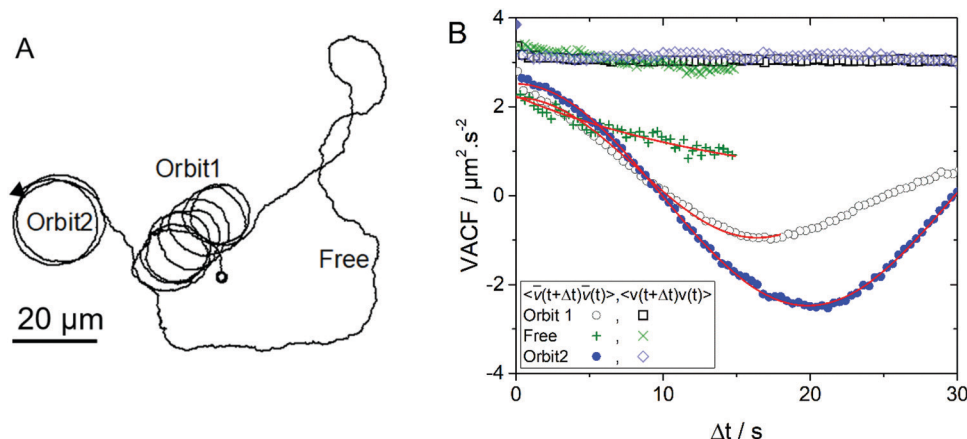 A
Orbit1
Orbit2
Free
20 μm
B
VACF / μm².s⁻²
4
3
2
0
-2
-4
0
10
20
30
Δt / s
<v̅(t+Δt)v̅(t)>,<v(t+Δt)v(t)>
Orbit 1 ,
Free ,
Orbit2 ,